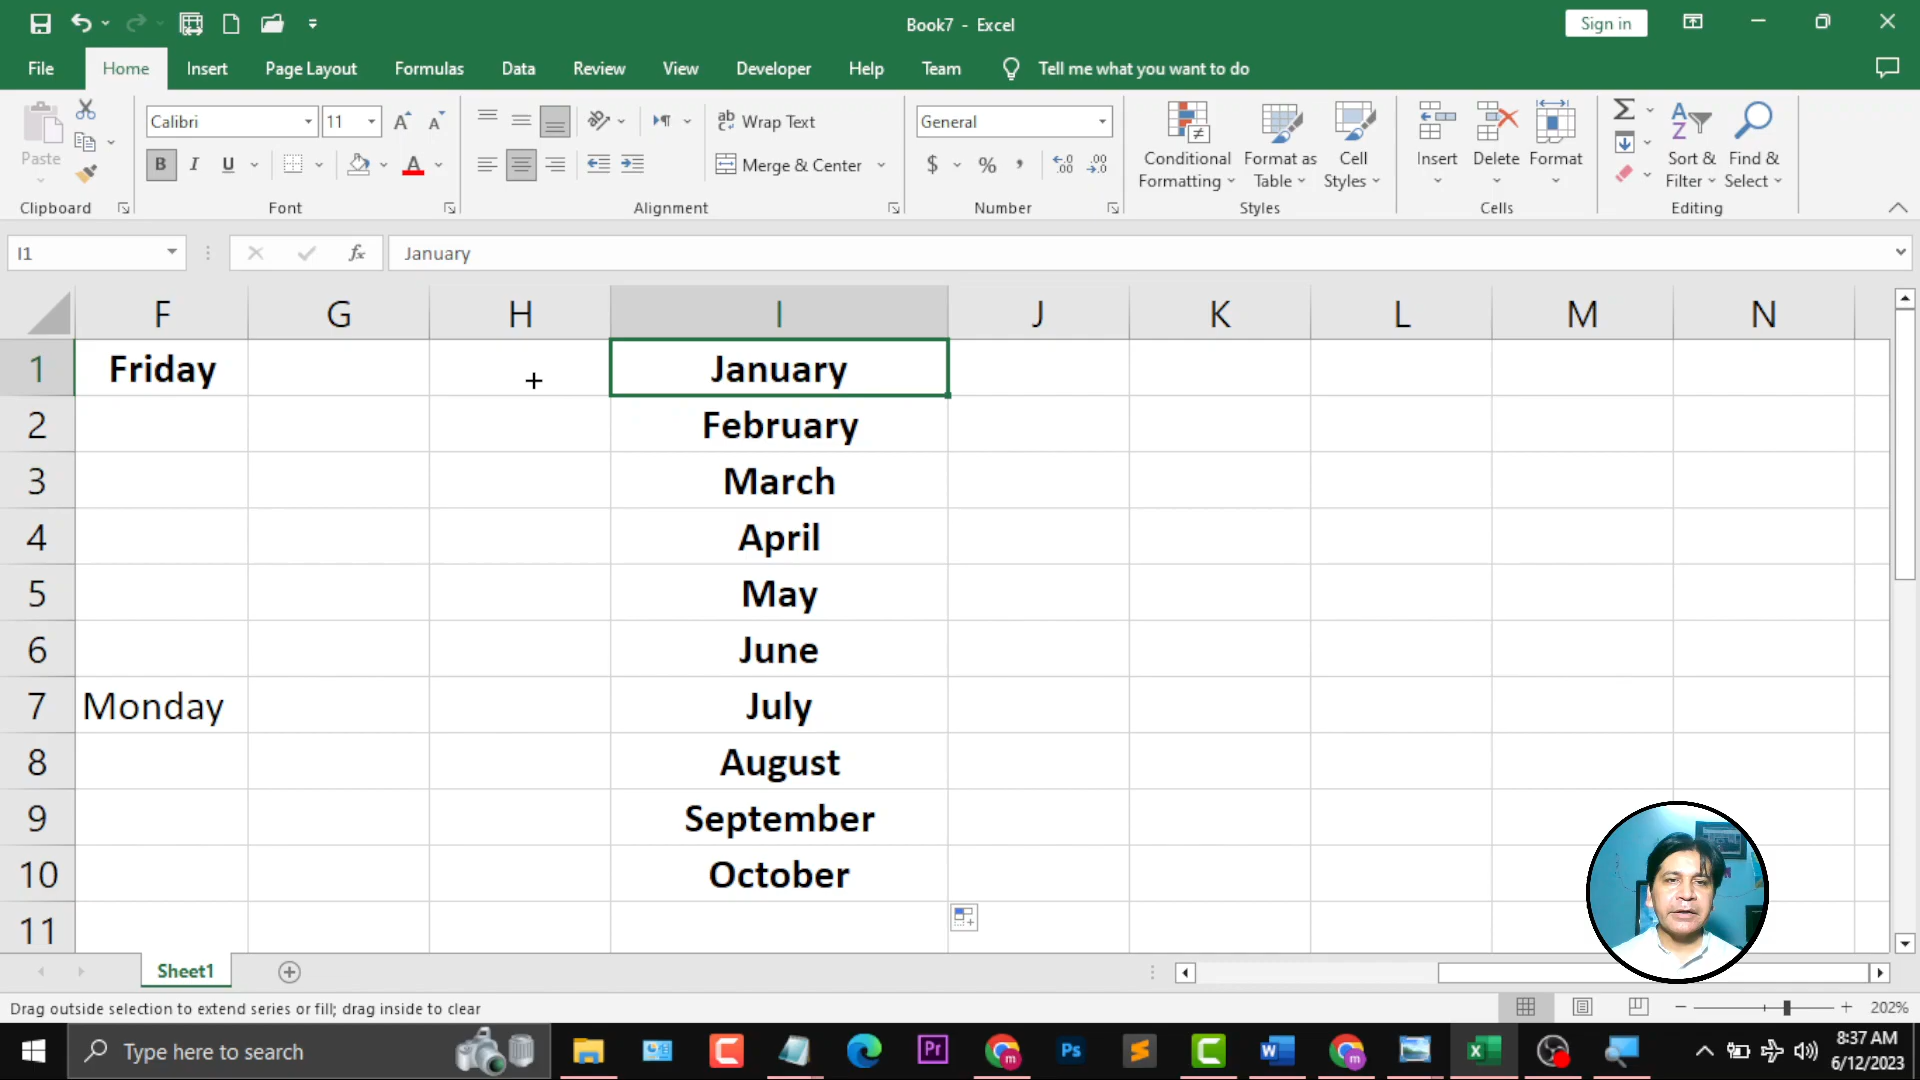 Book7 - Excel
Sign in
File Home Insert Page Layout Formulas Data Review View Developer Help Team Tell me what you want to do
Paste
Calibri 11
B I U A
ab Wrap Text
Merge & Center
General
$ % ,
Conditional Formatting
Format as Table
Cell Styles
Insert Delete Format
Sort & Filter
Find & Select
Clipboard Font Alignment Number Styles Cells Editing
I1 fx January
F G H I J K L M N
1 Friday January
2 February
3 March
4 April
5 May
6 June
7 Monday July
8 August
9 September
10 October
11
Sheet1
Drag outside selection to extend series or fill; drag inside to clear 202%
Type here to search
Pr
Ps
8:37 AM
6/12/2023